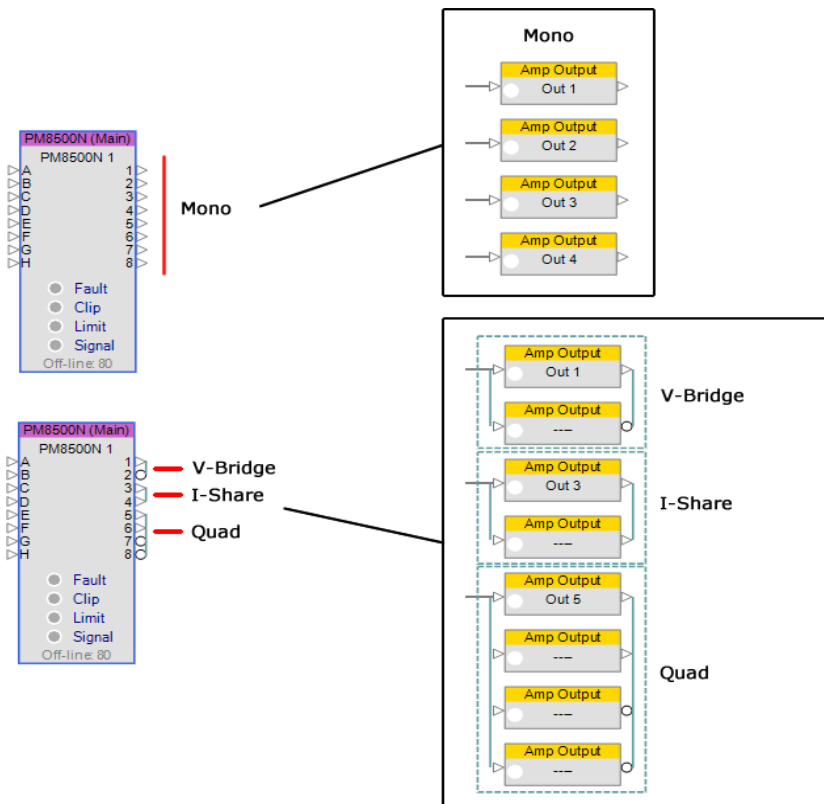 Mono
Amp Output
Out 1
Amp Output
Out 2
Amp Output
Out 3
Amp Output
Out 4
PM8500N (Main)
PM8500N 1
A 1
B 2
C 3
D 4
E 5
F 6
G 7
H 8
Mono
Fault
Clip
Limit
Signal
Off-line: 80
Amp Output
Out 1
Amp Output
----
V-Bridge
Amp Output
Out 3
Amp Output
----
I-Share
Amp Output
Out 5
Amp Output
----
Amp Output
----
Amp Output
----
Quad
PM8500N (Main)
PM8500N 1
A 1
B 2
C 3
D 4
E 5
F 6
G 7
H 8
V-Bridge
I-Share
Quad
Fault
Clip
Limit
Signal
Off-line: 80